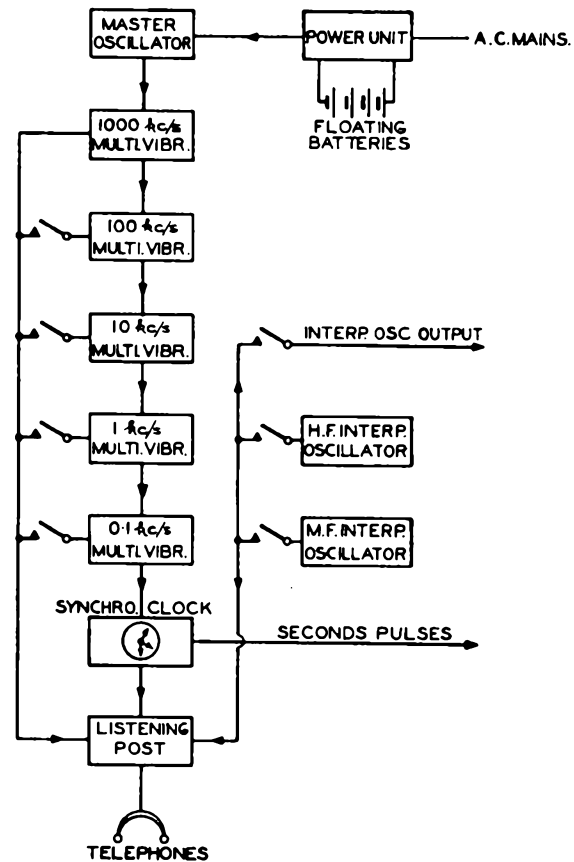 MASTER
OSCILLATOR
POWER UNIT
A.C. MAINS.
FLOATING
BATTERIES
1000 kc/s
MULTI.VIBR.
100 kc/s
MULTI.VIBR.
10 kc/s
MULTI.VIBR.
INTERP. OSC OUTPUT
1 kc/s
MULTI.VIBR.
H.F. INTERP.
OSCILLATOR
0·1 kc/s
MULTI.VIBR.
M.F. INTERP.
OSCILLATOR
SYNCHRO. CLOCK
SECONDS PULSES
LISTENING
POST
TELEPHONES